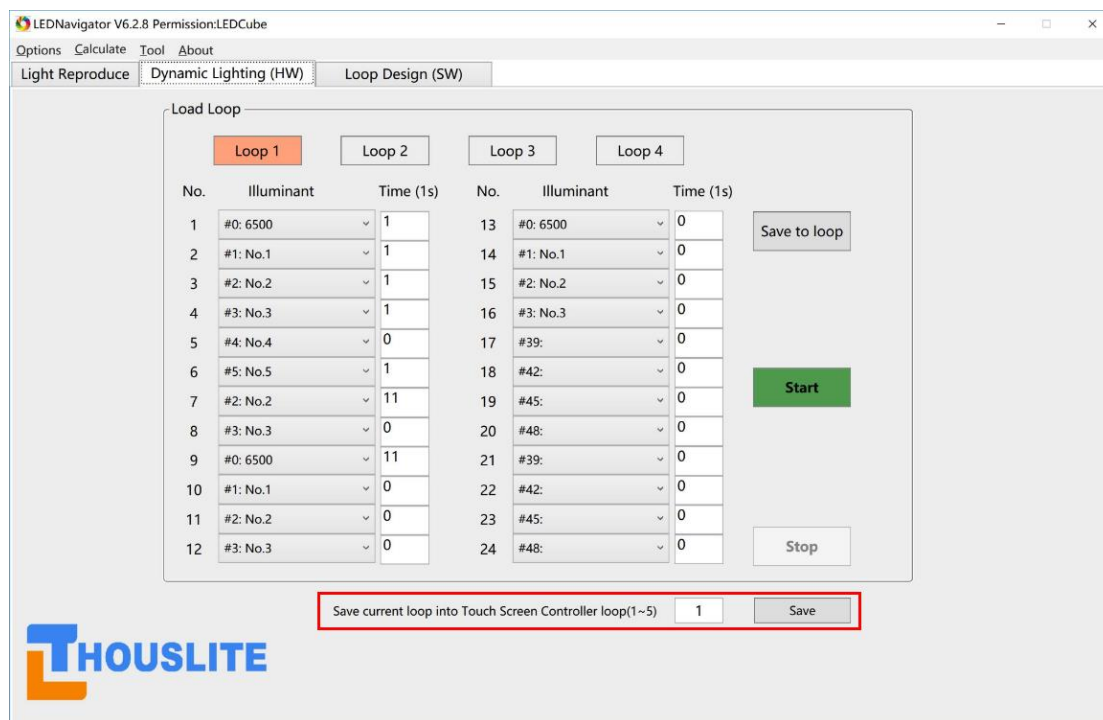 LEDNavigator V6.2.8 Permission:LEDCube
Options Calculate Tool About
Light Reproduce Dynamic Lighting (HW) Loop Design (SW)
Load Loop
Loop 1 Loop 2 Loop 3 Loop 4
No. Illuminant Time (1s) No. Illuminant Time (1s)
1 #0: 6500 1 13 #0: 6500 0 Save to loop
2 #1: No.1 1 14 #1: No.1 0
3 #2: No.2 1 15 #2: No.2 0
4 #3: No.3 1 16 #3: No.3 0
5 #4: No.4 0 17 #39: 0
6 #5: No.5 1 18 #42: 0
Start
7 #2: No.2 11 19 #45: 0
8 #3: No.3 0 20 #48: 0
9 #0: 6500 11 21 #39: 0
10 #1: No.1 0 22 #42: 0
11 #2: No.2 0 23 #45: 0
12 #3: No.3 0 24 #48: 0 Stop
Save current loop into Touch Screen Controller loop(1~5) 1 Save
THOUSLITE